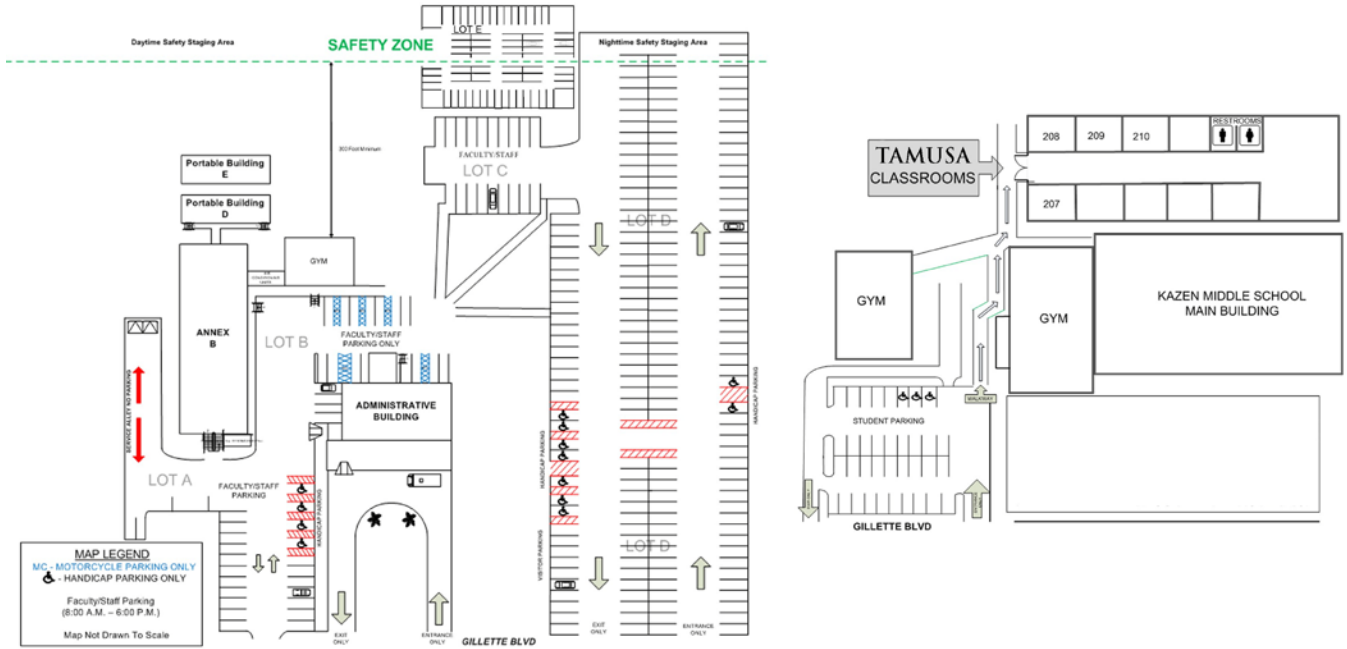 Daytime Safety Staging Area
SAFETY ZONE
LOT E
Nighttime Safety Staging Area
300 Foot Minimum
FACULTY/STAFF
LOT C
Portable Building
E
Portable Building
D
GYM
ANNEX
B
LOT B
FACULTY/STAFF
PARKING ONLY
LOT D
ADMINISTRATIVE
BUILDING
SERVICE ALLEY NO PARKING
LOT A
FACULTY/STAFF
PARKING
HANDICAP PARKING
HANDICAP PARKING
HANDICAP PARKING
VISITOR PARKING
LOT D
MAP LEGEND
MC - MOTORCYCLE PARKING ONLY
- HANDICAP PARKING ONLY
Faculty/Staff Parking
(8:00 A.M. – 6:00 P.M.)
Map Not Drawn To Scale
EXIT
ONLY
ENTRANCE
ONLY
GILLETTE BLVD
EXIT
ONLY
ENTRANCE
ONLY
TAMUSA
CLASSROOMS
208
209
210
RESTROOMS
207
GYM
GYM
KAZEN MIDDLE SCHOOL
MAIN BUILDING
WALKWAY
STUDENT PARKING
GILLETTE BLVD